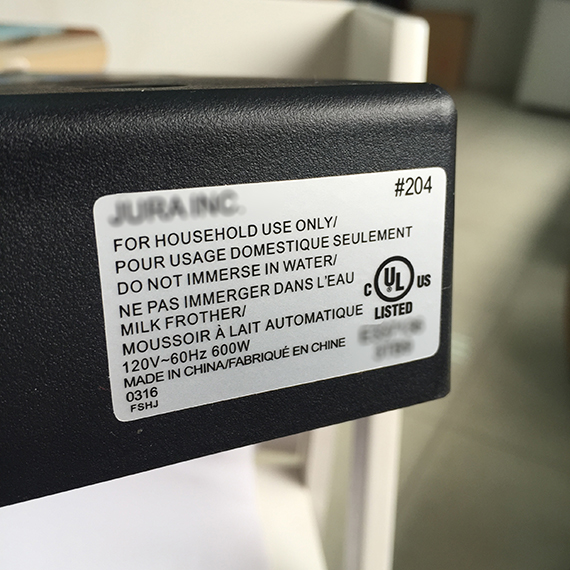 JURA INC.
#204
FOR HOUSEHOLD USE ONLY/
POUR USAGE DOMESTIQUE SEULEMENT
DO NOT IMMERSE IN WATER/
NE PAS IMMERGER DANS L'EAU
MILK FROTHER/
MOUSSOIR À LAIT AUTOMATIQUE
120V~60Hz 600W
MADE IN CHINA/FABRIQUÉ EN CHINE
0316
FSHJ
C UL US
LISTED